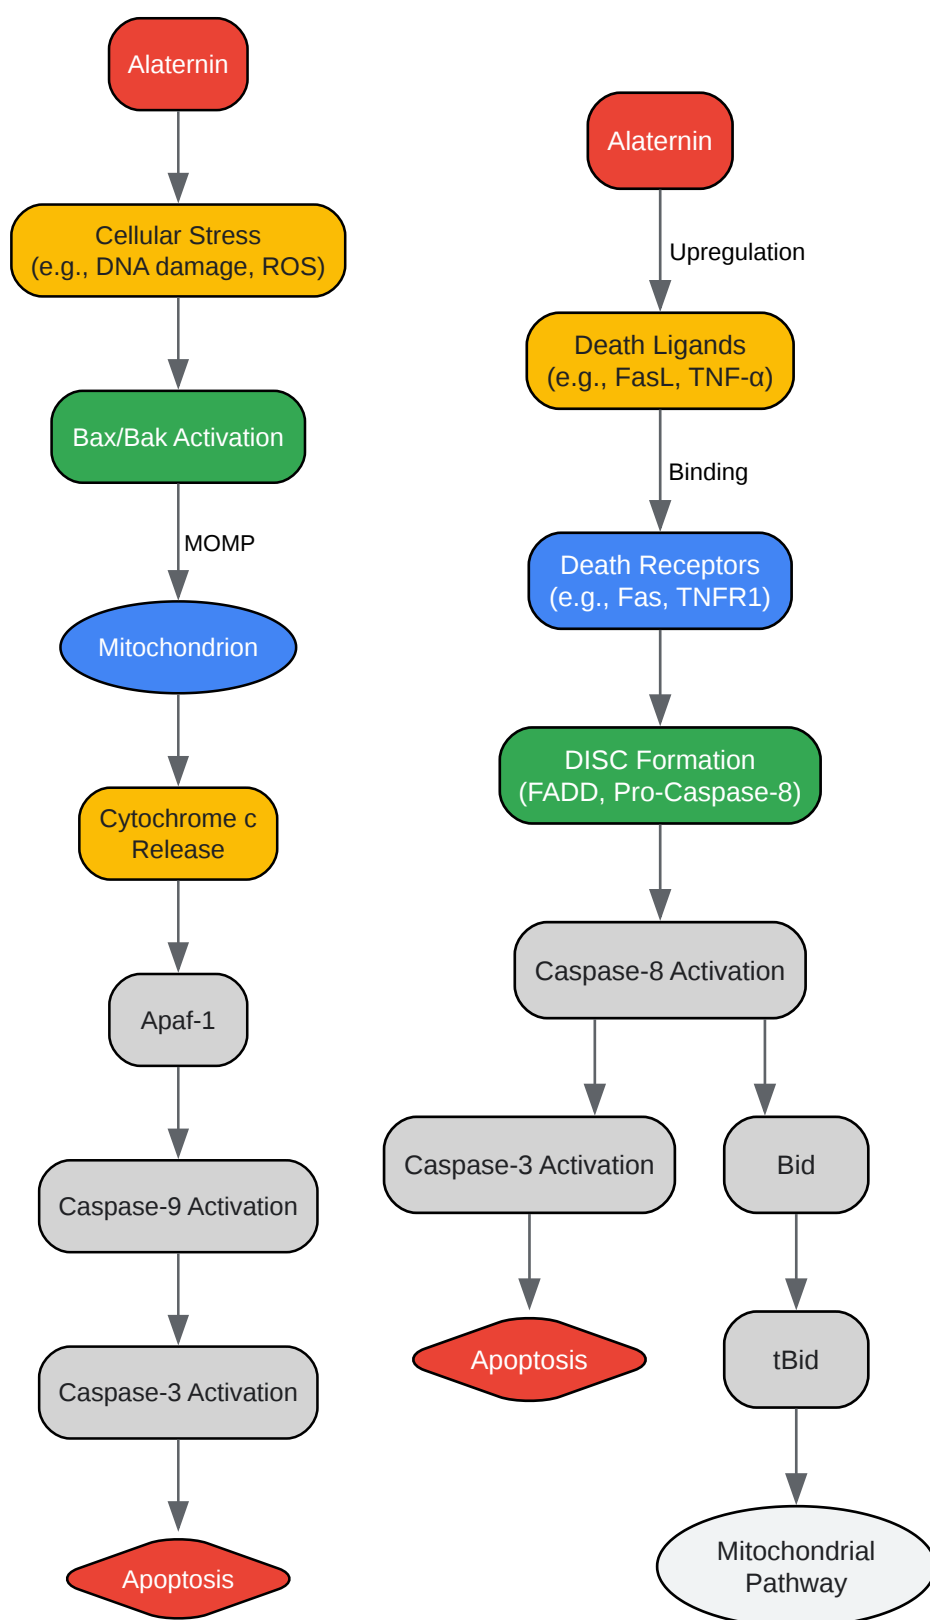 Alaternin
Cellular Stress
(e.g., DNA damage, ROS)
Bax/Bak Activation
MOMP
Mitochondrion
Cytochrome c
Release
Apaf-1
Caspase-9 Activation
Caspase-3 Activation
Apoptosis
Alaternin
Upregulation
Death Ligands
(e.g., FasL, TNF-α)
Binding
Death Receptors
(e.g., Fas, TNFR1)
DISC Formation
(FADD, Pro-Caspase-8)
Caspase-8 Activation
Caspase-3 Activation
Apoptosis
Bid
tBid
Mitochondrial
Pathway